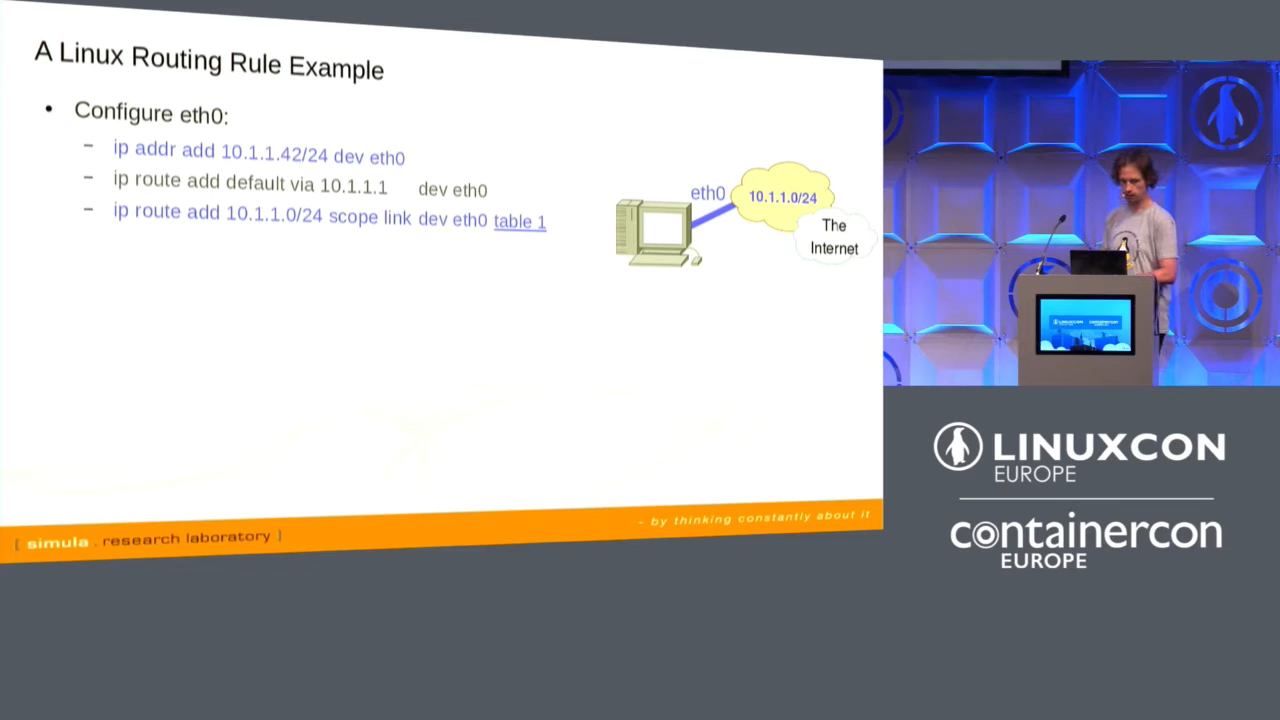 A Linux Routing Rule Example
• Configure eth0:
– ip addr add 10.1.1.42/24 dev eth0
– ip route add default via 10.1.1.1 dev eth0
– ip route add 10.1.1.0/24 scope link dev eth0 table 1
eth0
10.1.1.0/24
The
Internet
[ simula . research laboratory ]
– by thinking constantly about it
LINUXCON
EUROPE
containercon
EUROPE